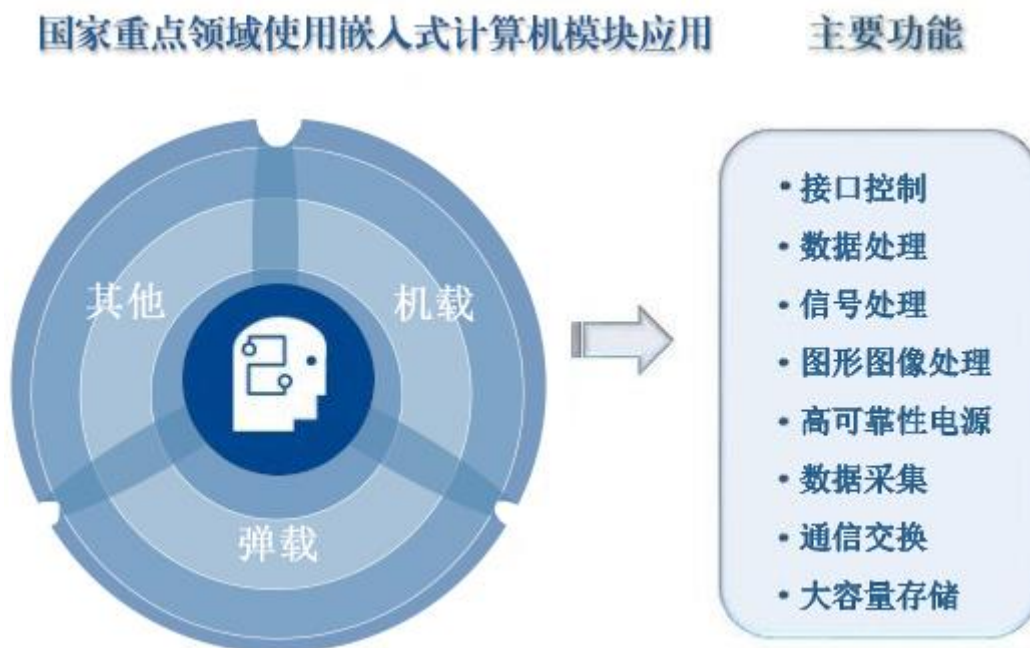 国家重点领域使用嵌入式计算机模块应用
主要功能
其他
机载
弹载
• 接口控制
• 数据处理
• 信号处理
• 图形图像处理
• 高可靠性电源
• 数据采集
• 通信交换
• 大容量存储